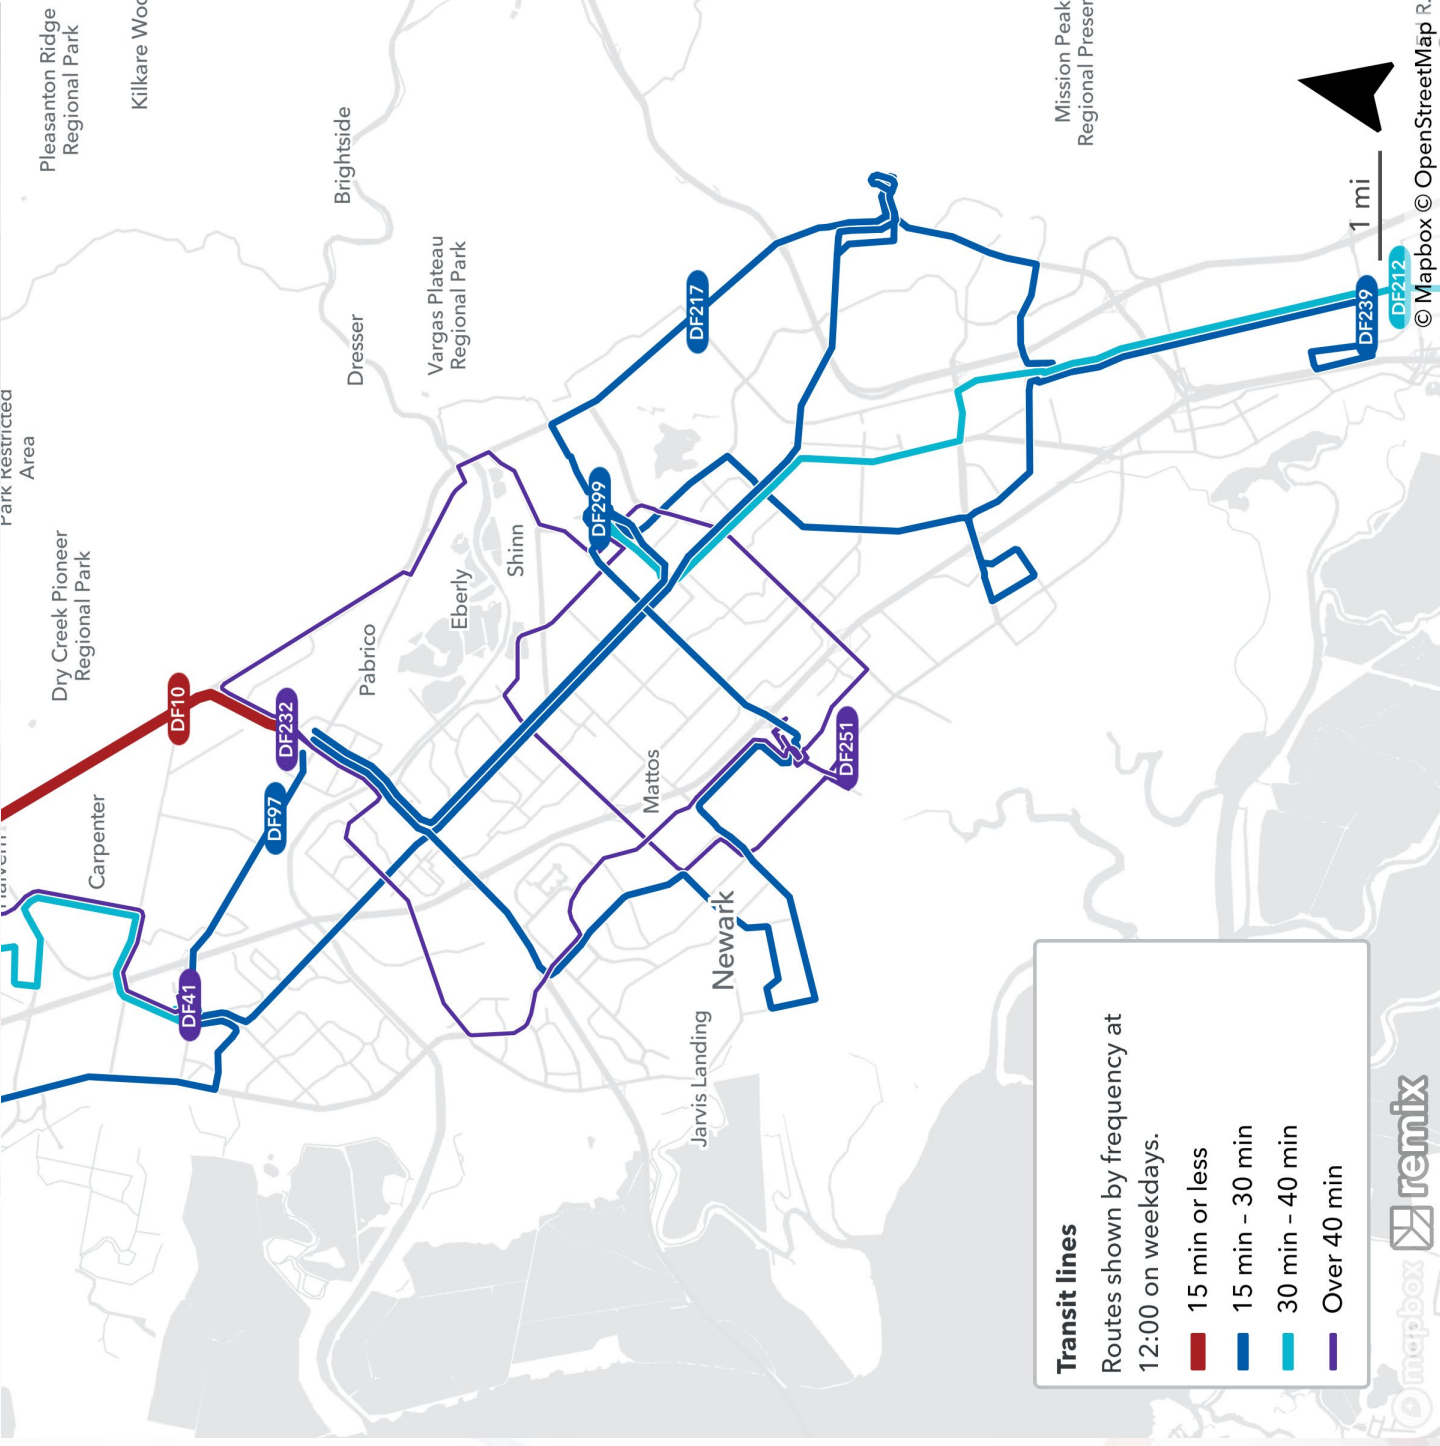 Pleasanton Ridge
Regional Park
Kilkare Woo
Brightside
Dresser
Vargas Plateau
Regional Park
Mission Peak
Regional Preser
Park Restricted
Area
Dry Creek Pioneer
Regional Park
Shinn
Eberly
Pabrico
Carpenter
Mattos
Newark
Jarvis Landing
DF10
DF232
DF97
DF41
DF217
DF299
DF251
DF239
DF212
1 mi
© Mapbox © OpenStreetMap
Transit lines
Routes shown by frequency at
12:00 on weekdays.
15 min or less
15 min - 30 min
30 min - 40 min
Over 40 min
mapbox
remix